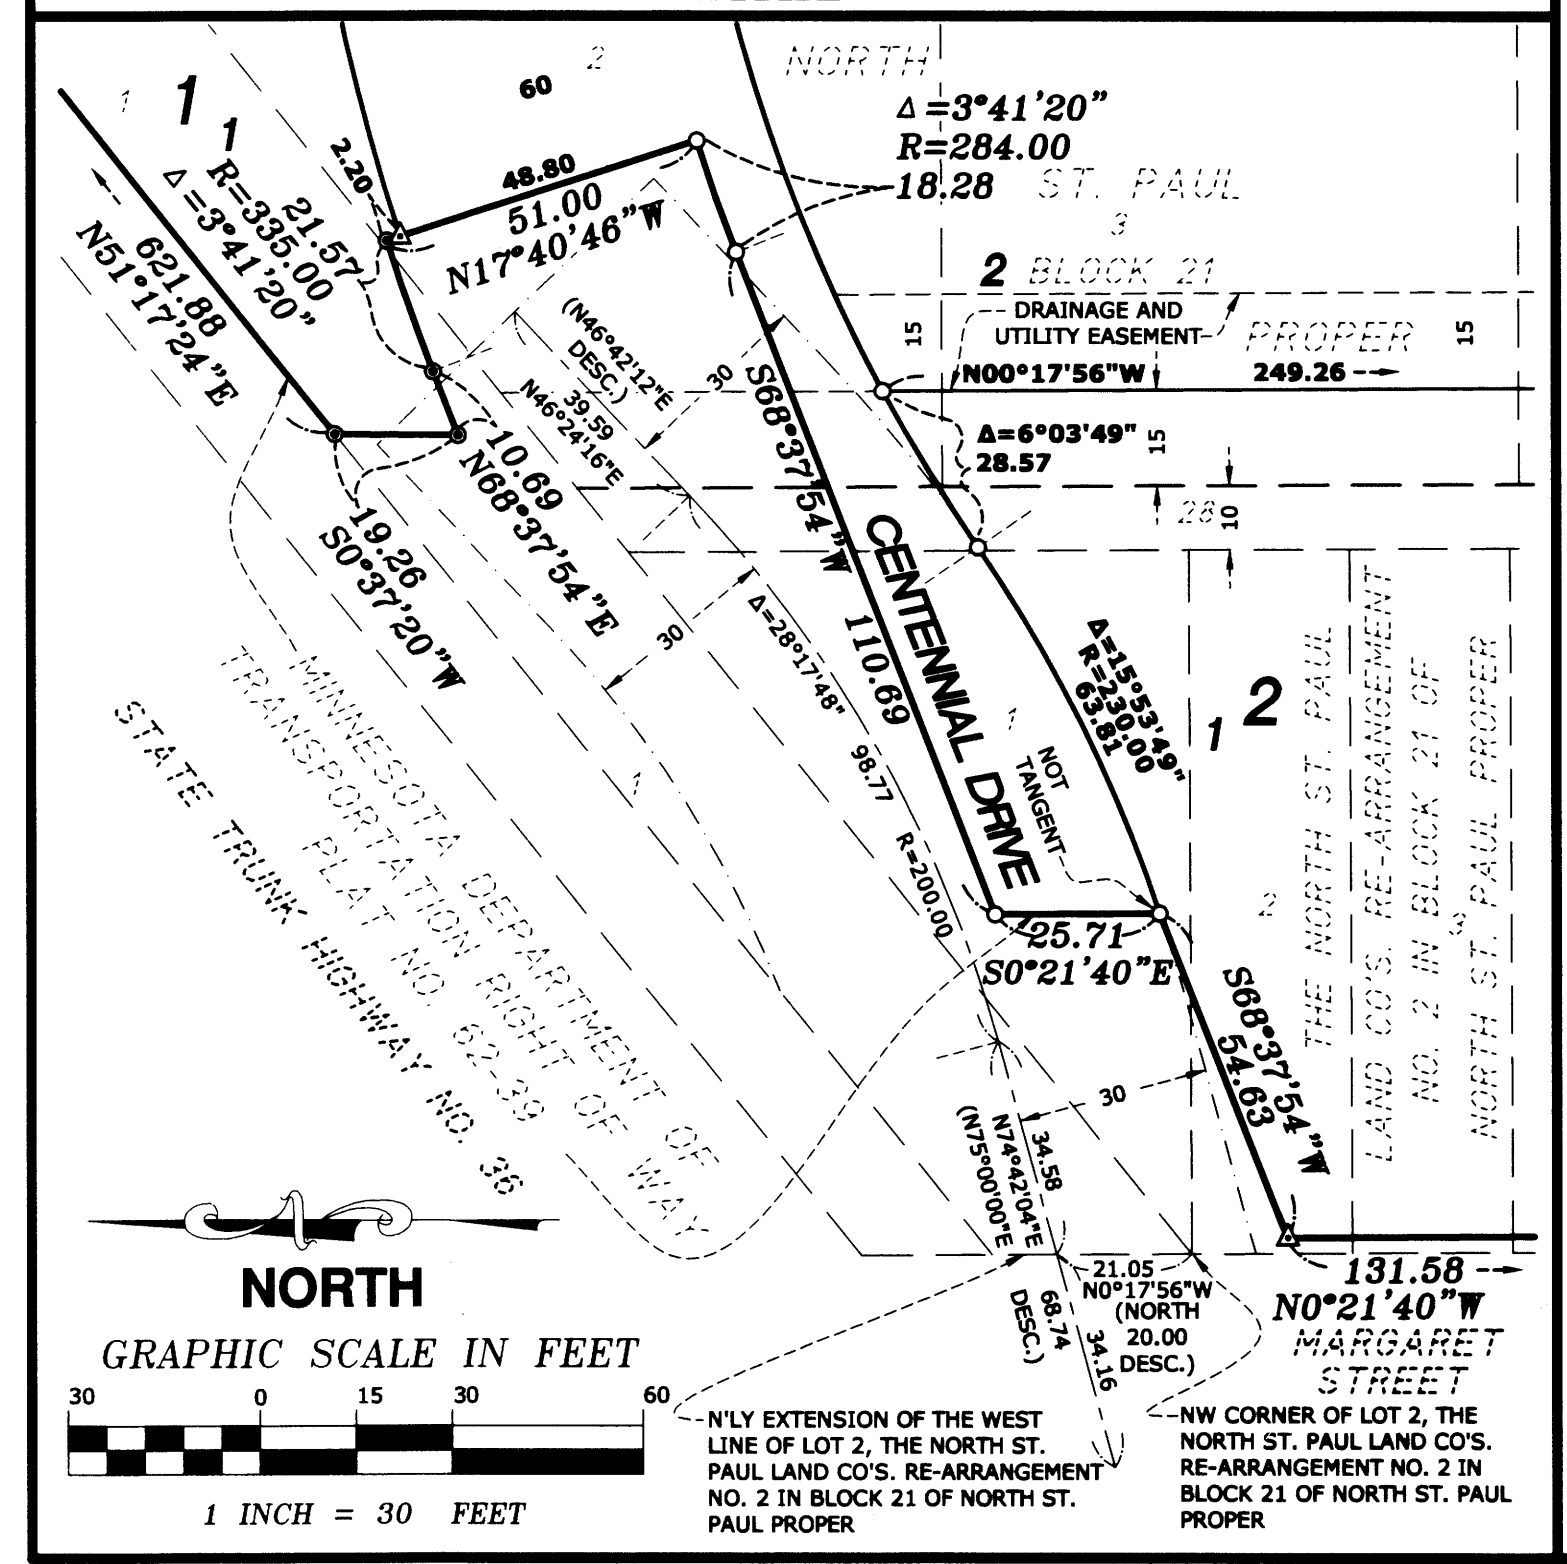 2
NORTH
60
1
1
1
2.20
48.80
51.00
N17°40'46"W
Δ=3°41'20"
R=284.00
18.28
ST. PAUL
3
2
BLOCK 21
DRAINAGE AND
UTILITY EASEMENT
PROPER
15
15
N00°17'56"W
249.26
21.57
R=335.00
Δ=3°41'20"
621.88
N51°17'24"E
(N46°42'12"E
DESC.)
39.59
N46°24'16"E
30
S68°37'54"W
110.69
Δ=6°03'49"
28.57
15
28
10
10.69
N68°37'54"E
19.26
S0°37'20"W
30
Δ=28°17'48"
98.77
R=200.00
CENTENNIAL DRIVE
Δ=15°53'49"
R=230.00
63.81
1
NOT
TANGENT
1
2
1
2
3
THE NORTH ST. PAUL
LAND CO'S. RE-ARRANGEMENT
NO. 2 IN BLOCK 21 OF
NORTH ST. PAUL PROPER
MINNESOTA DEPARTMENT OF
TRANSPORTATION RIGHT OF WAY
PLAT NO. 62-39
STATE TRUNK HIGHWAY NO. 36
25.71
S0°21'40"E
S68°37'54"W
54.63
30
34.58
N74°42'04"E
(N75°00'00"E
68.74
DESC.)
34.16
21.05
N0°17'56"W
(NORTH
20.00
DESC.)
131.58
N0°21'40"W
MARGARET
STREET
NORTH
GRAPHIC SCALE IN FEET
30 0 15 30 60
1 INCH = 30 FEET
N'LY EXTENSION OF THE WEST
LINE OF LOT 2, THE NORTH ST.
PAUL LAND CO'S. RE-ARRANGEMENT
NO. 2 IN BLOCK 21 OF NORTH ST.
PAUL PROPER
NW CORNER OF LOT 2, THE
NORTH ST. PAUL LAND CO'S.
RE-ARRANGEMENT NO. 2 IN
BLOCK 21 OF NORTH ST. PAUL
PROPER